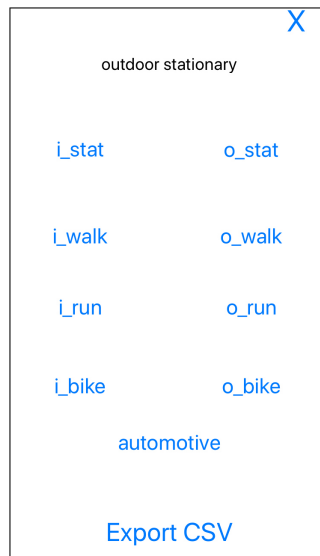 X
outdoor stationary
i_stat o_stat
i_walk o_walk
i_run o_run
i_bike o_bike
automotive
Export CSV